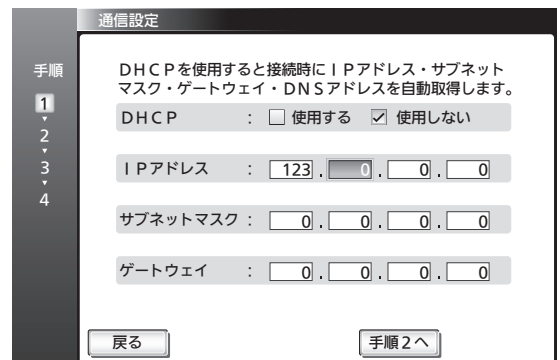 通信設定
手順
1
2
3
4
ＤＨＣＰを使用すると接続時にＩＰアドレス・サブネット
マスク・ゲートウェイ・ＤＮＳアドレスを自動取得します。
ＤＨＣＰ : 使用する 使用しない
ＩＰアドレス : 123 . 0 . 0 . 0
サブネットマスク : 0 . 0 . 0 . 0
ゲートウェイ : 0 . 0 . 0 . 0
戻る 手順２へ